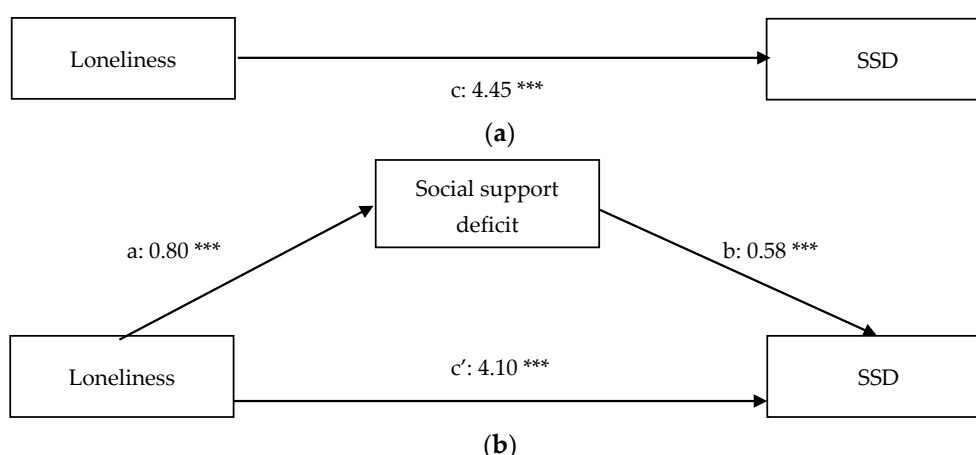 Loneliness
SSD
c: 4.45 ***
(a)
Social support
deficit
a: 0.80 ***
b: 0.58 ***
Loneliness
c’: 4.10 ***
SSD
(b)